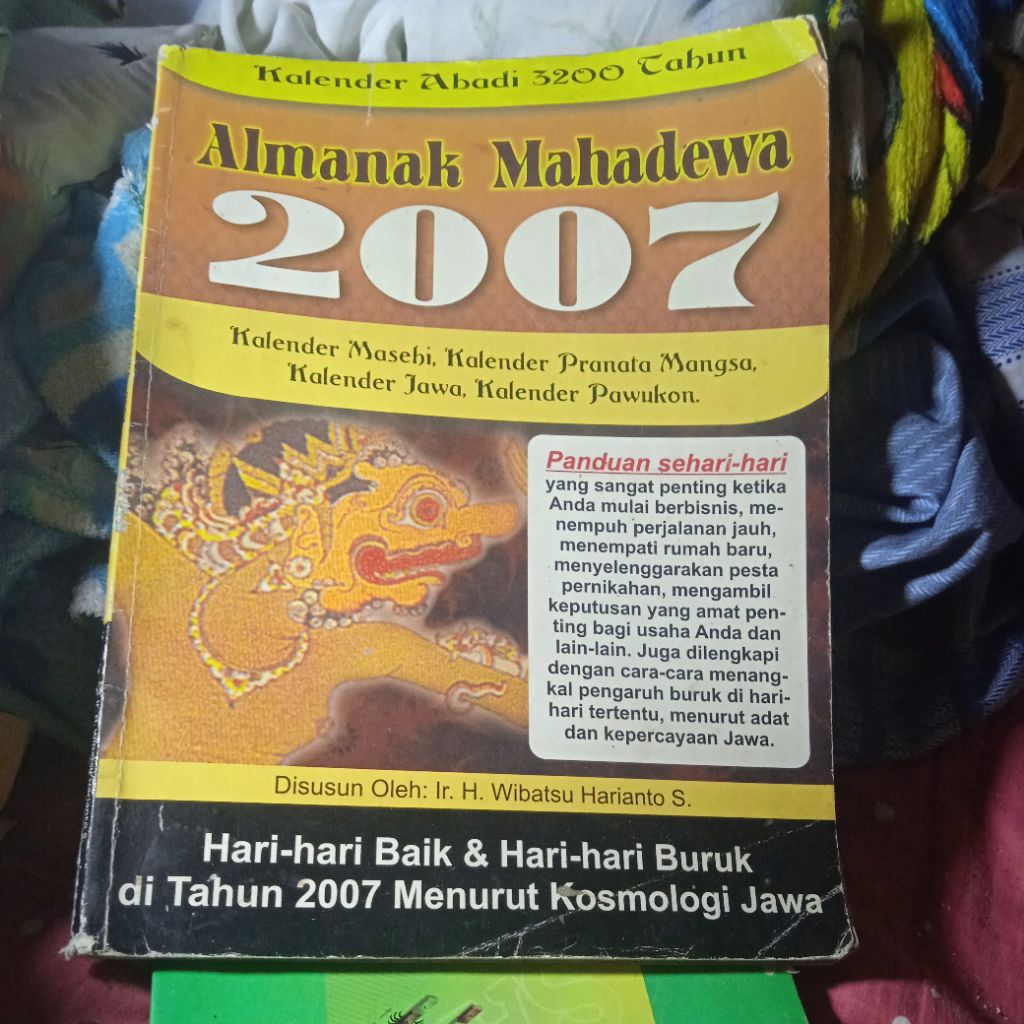 Kalender Abadi 3200 Tahun
Almanak Mahadewa
2007
Kalender Masehi, Kalender Pranata Mangsa,
Kalender Jawa, Kalender Pawukon.
Panduan sehari-hari
yang sangat penting ketika
Anda mulai berbisnis, me-
nempuh perjalanan jauh,
menempati rumah baru,
menyelenggarakan pesta
pernikahan, mengambil
keputusan yang amat pen-
ting bagi usaha Anda dan
lain-lain. Juga dilengkapi
dengan cara-cara menang-
kal pengaruh buruk di hari-
hari tertentu, menurut adat
dan kepercayaan Jawa.
Disusun Oleh: Ir. H. Wibatsu Harianto S.
Hari-hari Baik & Hari-hari Buruk
di Tahun 2007 Menurut Kosmologi Jawa